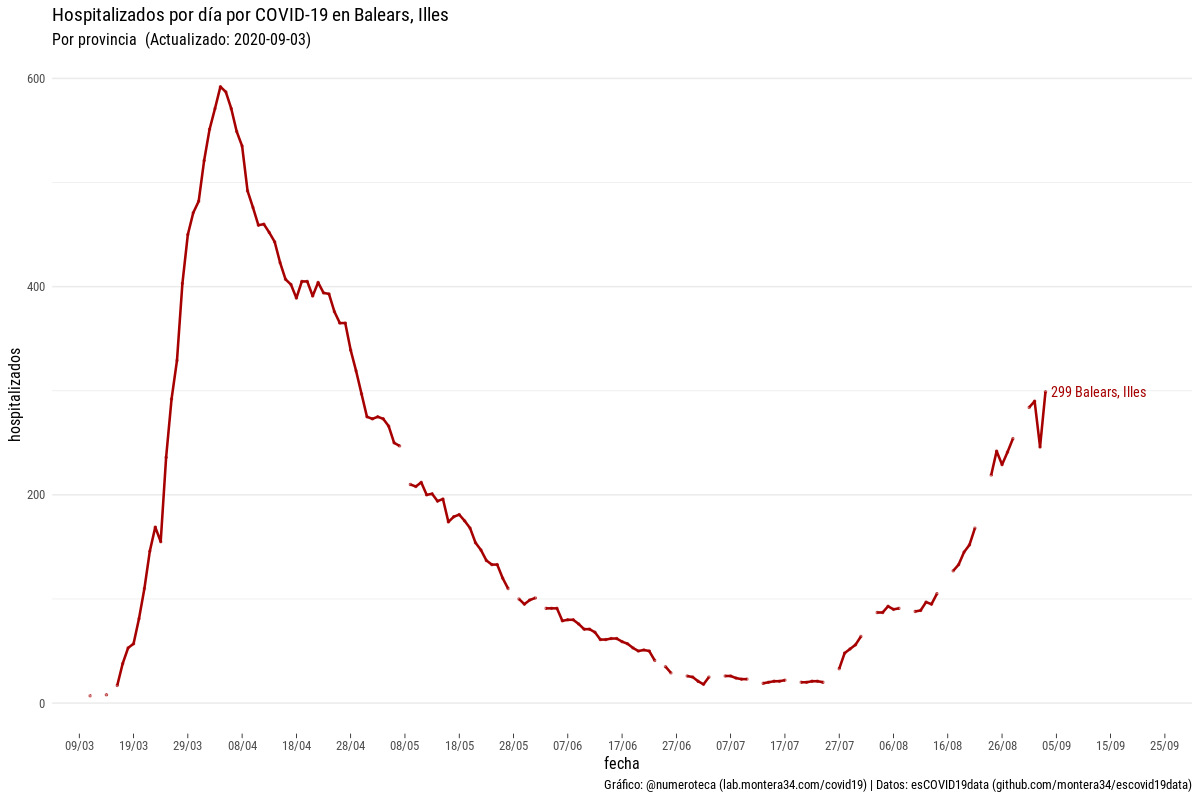 Hospitalizados por día por COVID-19 en Balears, Illes
Por provincia  (Actualizado: 2020-09-03)
hospitalizados
600
400
200
0
299 Balears, Illes
09/03 19/03 29/03 08/04 18/04 28/04 08/05 18/05 28/05 07/06 17/06 27/06 07/07 17/07 27/07 06/08 16/08 26/08 05/09 15/09 25/09
fecha
Gráfico: @numeroteca (lab.montera34.com/covid19) | Datos: esCOVID19data (github.com/montera34/escovid19data)